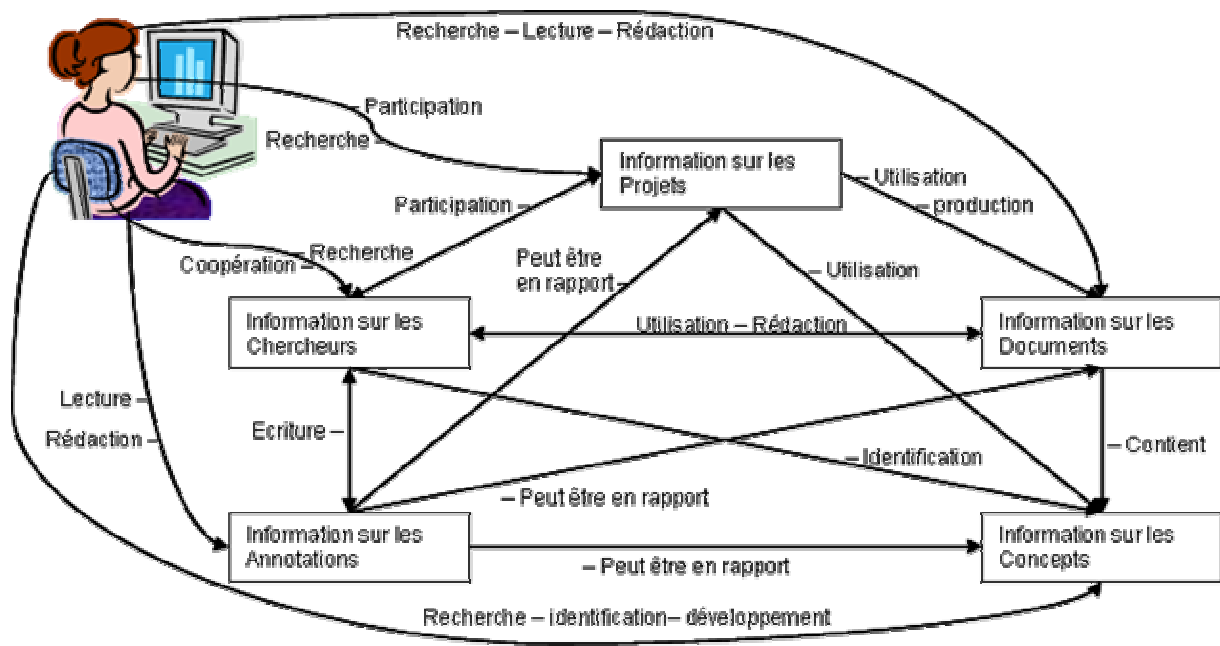 Recherche – Lecture – Rédaction
– Participation
Recherche –
Information sur les
Projets
– Utilisation
– production
Participation –
– Recherche
Coopération –
Peut être
en rapport –
– Utilisation
Information sur les
Chercheurs
Utilisation – Rédaction
Information sur les
Documents
Lecture –
Rédaction –
Ecriture –
– Identification
– Contient
– Peut être en rapport
Information sur les
Annotations
– Peut être en rapport
Information sur les
Concepts
Recherche – identification– développement